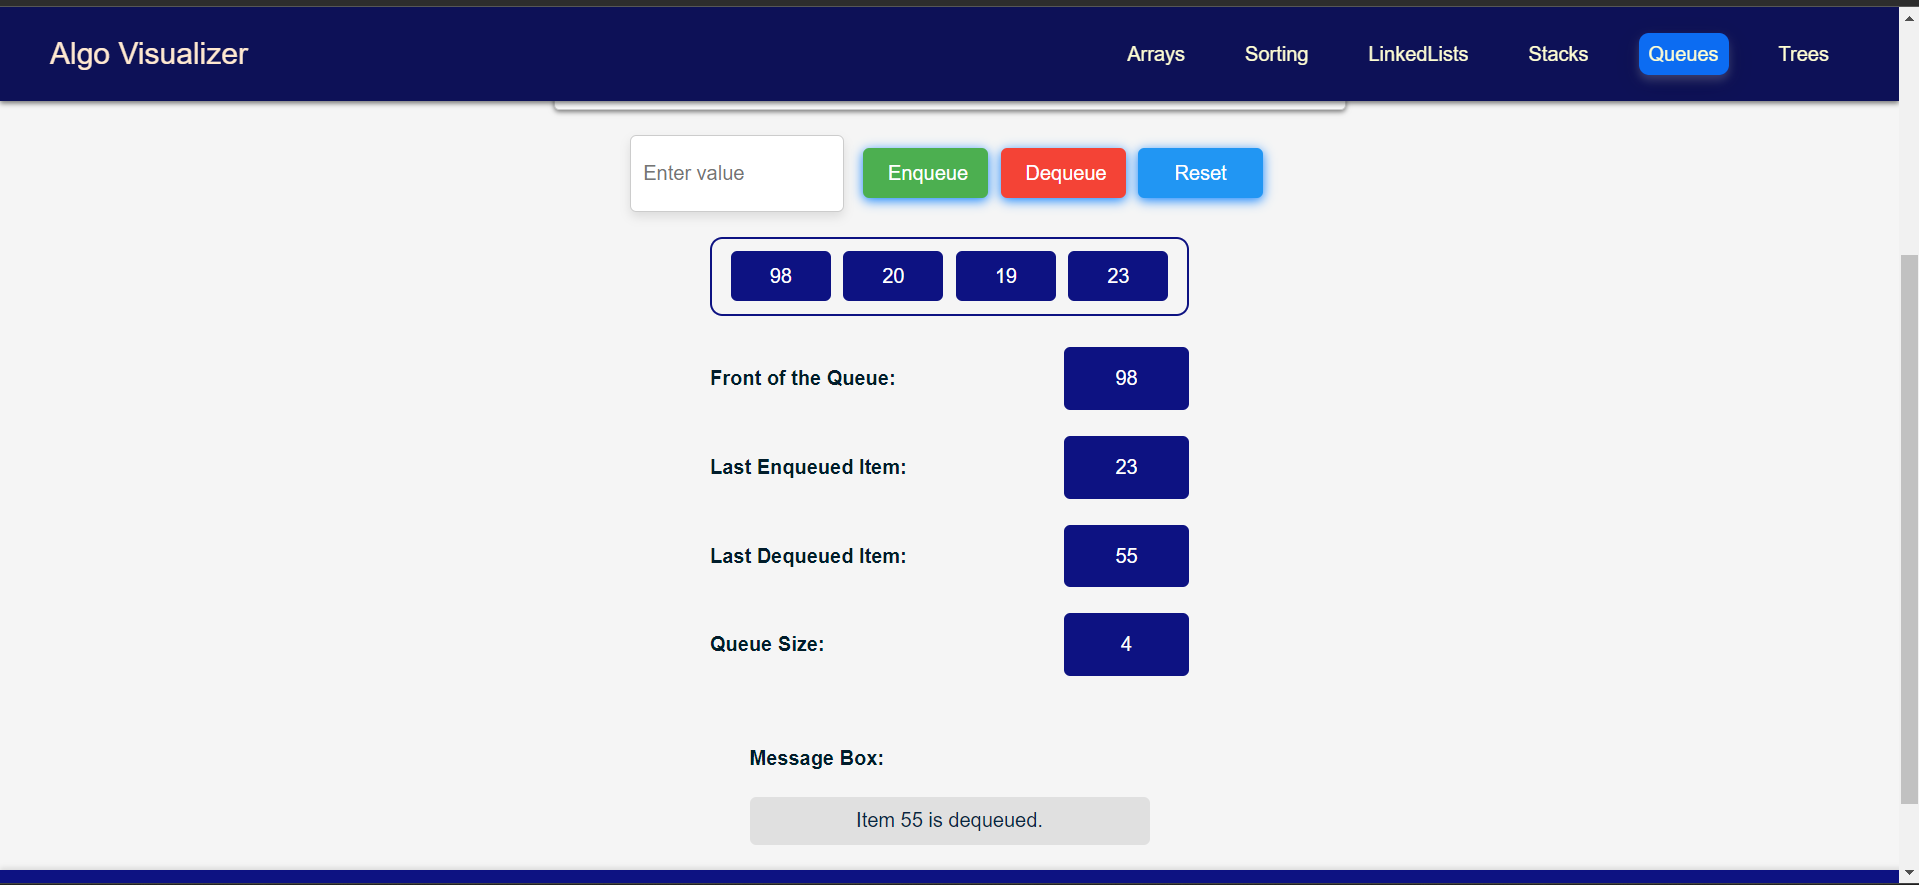 Algo Visualizer Arrays Sorting LinkedLists Stacks Queues Trees
Enter value Enqueue Dequeue Reset
98 20 19 23
Front of the Queue: 98
Last Enqueued Item: 23
Last Dequeued Item: 55
Queue Size: 4
Message Box:
Item 55 is dequeued.